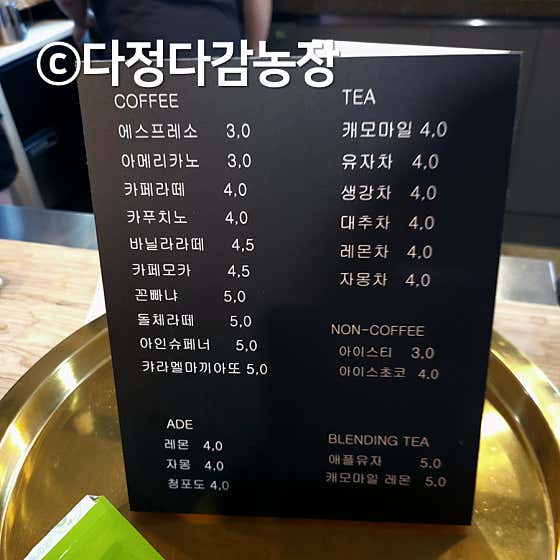 ©다정다감농장
COFFEE
에스프레소 3,0
아메리카노 3,0
카페라떼 4,0
카푸치노 4,0
바닐라라떼 4,5
카페모카 4,5
꼰빠냐 5,0
돌체라떼 5,0
아인슈페너 5,0
캬라멜마끼아또 5,0
ADE
레몬 4,0
자몽 4,0
청포도 4,0
TEA
캐모마일 4,0
유자차 4,0
생강차 4,0
대추차 4,0
레몬차 4,0
자몽차 4,0
NON-COFFEE
아이스티 3,0
아이스초코 4,0
BLENDING TEA
애플유자 5,0
캐모마일 레몬 5,0